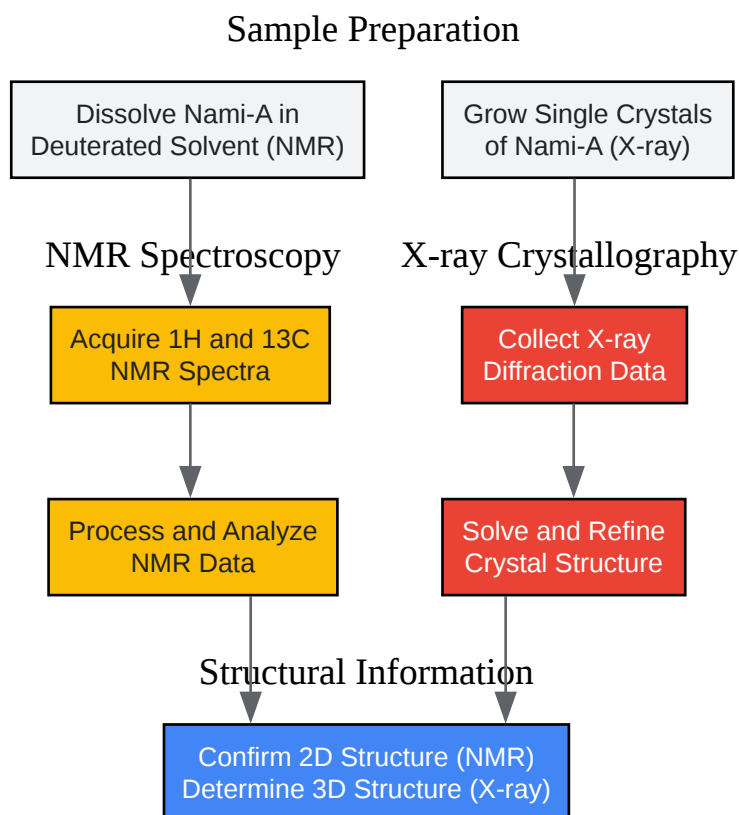 Sample Preparation
Dissolve Nami-A in
Deuterated Solvent (NMR)
Grow Single Crystals
of Nami-A (X-ray)
NMR Spectroscopy
X-ray Crystallography
Acquire 1H and 13C
NMR Spectra
Collect X-ray
Diffraction Data
Process and Analyze
NMR Data
Solve and Refine
Crystal Structure
Structural Information
Confirm 2D Structure (NMR)
Determine 3D Structure (X-ray)